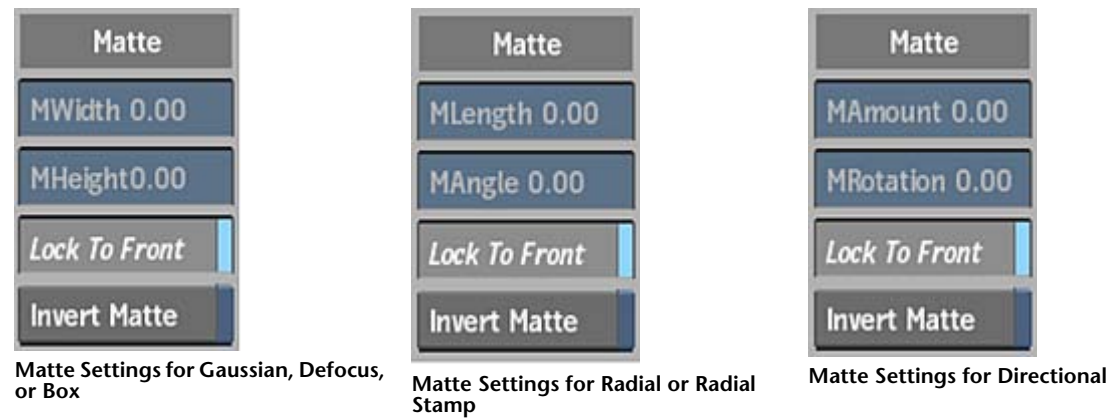 Matte
MWidth 0.00
MHeight0.00
Lock To Front
Invert Matte
Matte Settings for Gaussian, Defocus,
or Box
Matte
MLength 0.00
MAngle 0.00
Lock To Front
Invert Matte
Matte Settings for Radial or Radial
Stamp
Matte
MAmount 0.00
MRotation 0.00
Lock To Front
Invert Matte
Matte Settings for Directional